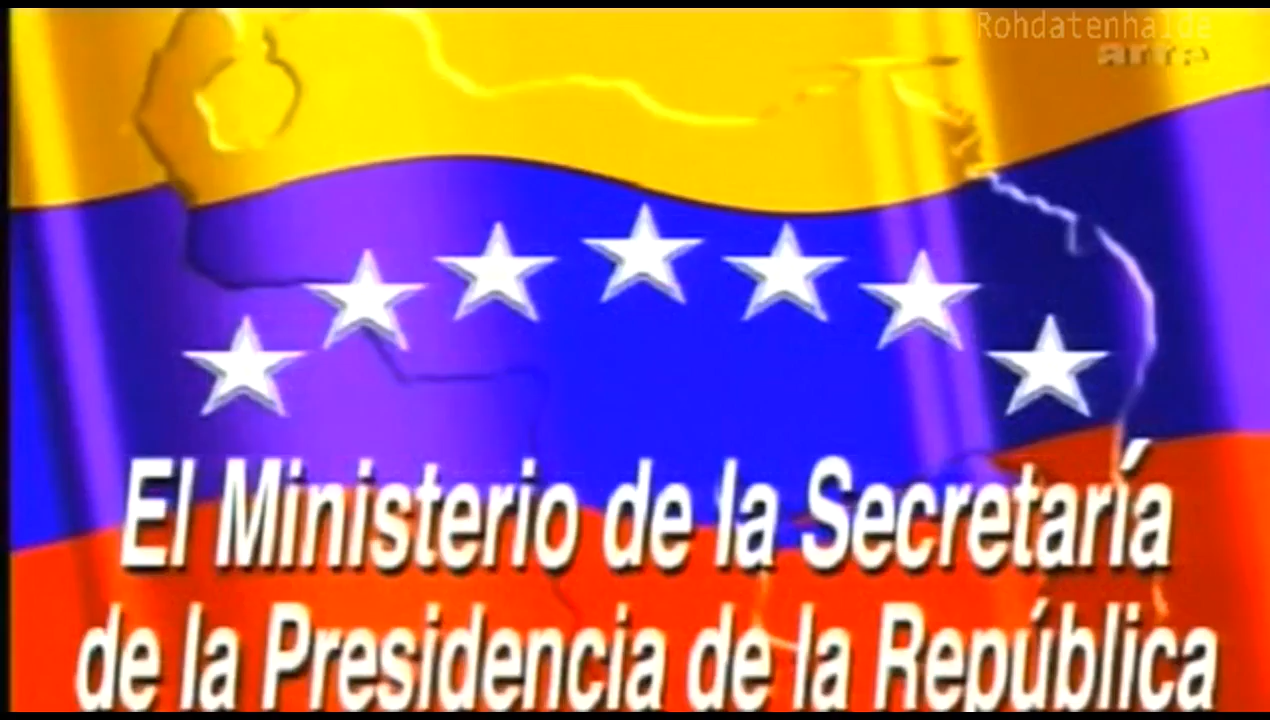 Rohdatenhalde
arte
El Ministerio de la Secretaría
de la Presidencia de la República